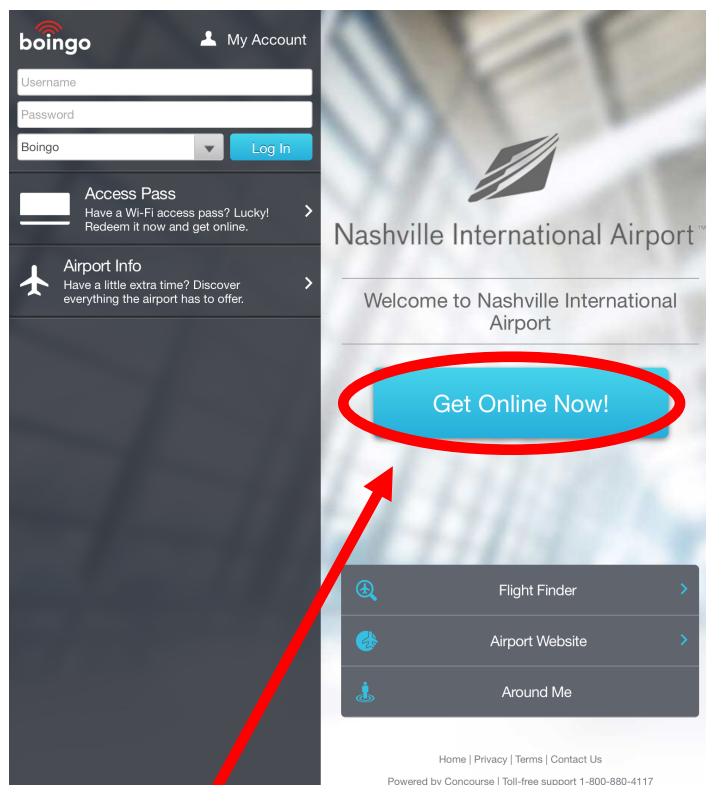 boingo
My Account
Username
Password
Boingo
Log In
Access Pass
Have a Wi-Fi access pass? Lucky!
Redeem it now and get online.
Airport Info
Have a little extra time? Discover
everything the airport has to offer.
Nashville International Airport™
Welcome to Nashville International
Airport
Get Online Now!
Flight Finder
Airport Website
Around Me
Home | Privacy | Terms | Contact Us
Powered by Concourse | Toll-free support 1-800-880-4117